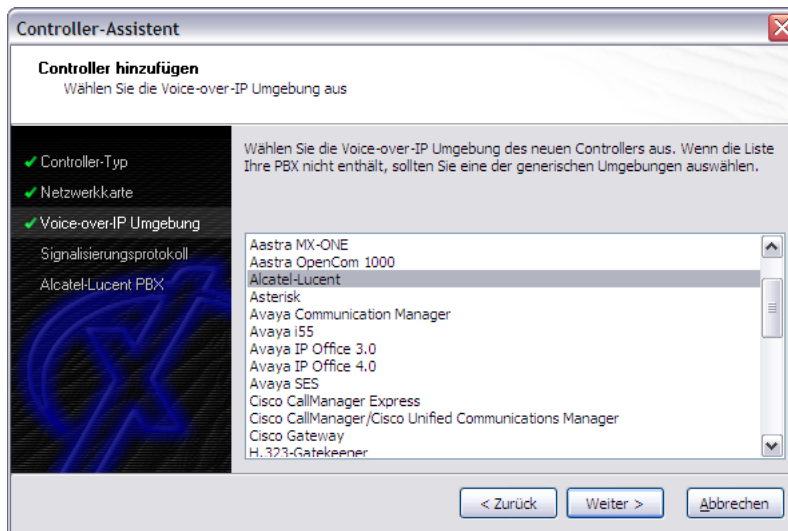 Controller-Assistent
Controller hinzufügen
Wählen Sie die Voice-over-IP Umgebung aus
Controller-Typ
Netzwerkkarte
Voice-over-IP Umgebung
Signalisierungsprotokoll
Alcatel-Lucent PBX
Wählen Sie die Voice-over-IP Umgebung des neuen Controllers aus. Wenn die Liste
Ihre PBX nicht enthält, sollten Sie eine der generischen Umgebungen auswählen.
Aastra MX-ONE
Aastra OpenCom 1000
Alcatel-Lucent
Asterisk
Avaya Communication Manager
Avaya i55
Avaya IP Office 3.0
Avaya IP Office 4.0
Avaya SES
Cisco CallManager Express
Cisco CallManager/Cisco Unified Communications Manager
Cisco Gateway
H.323-Gatekeeper
< Zurück
Weiter >
Abbrechen